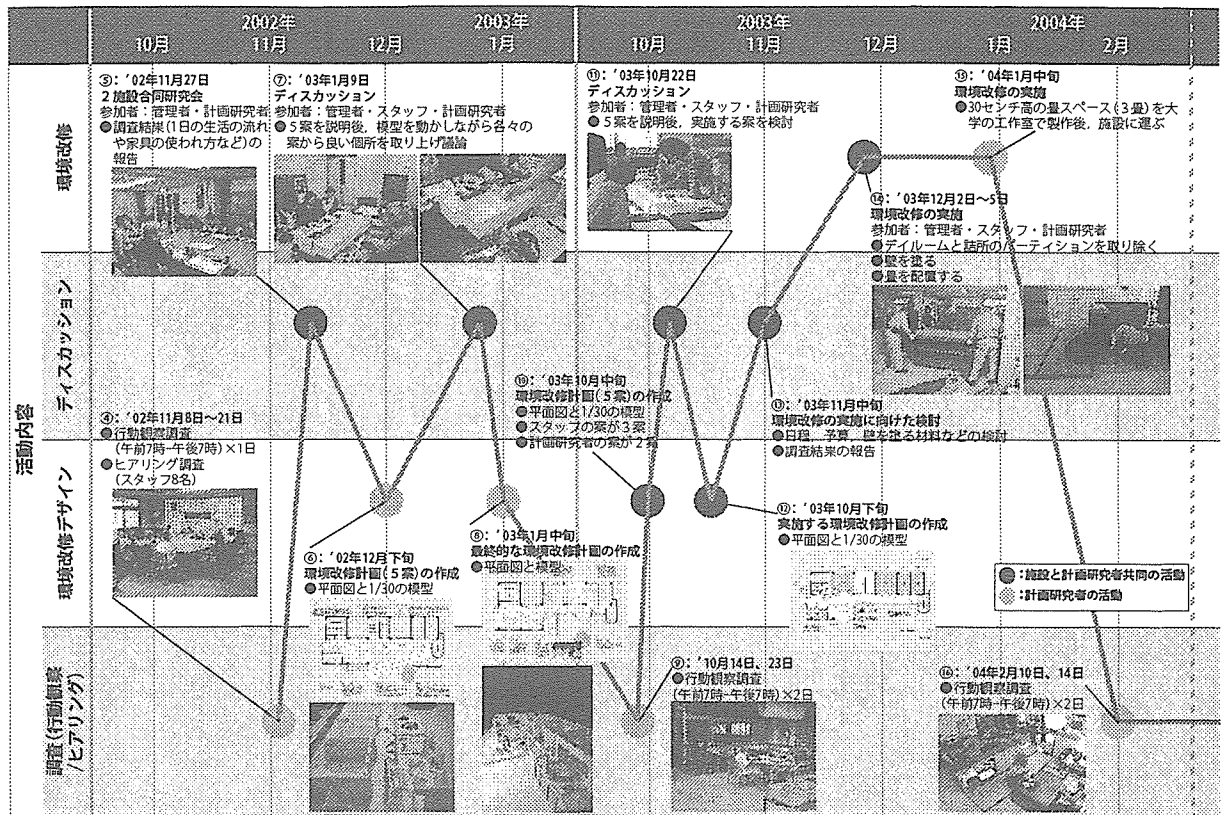 2002年
2003年
2003年
2004年
10月
11月
12月
1月
10月
11月
12月
1月
2月
活動内容
環境改修
ディスカッション
環境改修デザイン
調査(行動観察
/ヒアリング)
④:'02年11月8日～21日
●行動観察調査
(午前7時-午後7時)×1日
●ヒアリング調査
(スタッフ8名)
⑤:'02年11月27日
2施設合同研究会
参加者:管理者・計画研究者
●調査結果(1日の生活の流れ
や家具の使われ方など)の
報告
⑥:'02年12月下旬
環境改修計画(5案)の作成
●平面図と1/30の模型
⑦:'03年1月9日
ディスカッション
参加者:管理者・スタッフ・計画研究者
●5案を説明後,模型を動かしながら各々の
案から良い個所を取り上げ議論
⑧:'03年1月中旬
最終的な環境改修計画の作成
●平面図と模型
⑨:'10月14日、23日
●行動観察調査
(午前7時-午後7時)×2日
⑩:'03年10月中旬
環境改修計画(5案)の作成
●平面図と1/30の模型
●スタッフの案が3案
●計画研究者の案が2案
⑪:'03年10月22日
ディスカッション
参加者:管理者・スタッフ・計画研究者
●5案を説明後,実施する案を検討
⑫:'03年10月下旬
実施する環境改修計画の作成
●平面図と1/30の模型
⑬:'03年11月中旬
環境改修の実施に向けた検討
●日程、予算、壁を塗る材料などの検討
●調査結果の報告
⑭:'03年12月2日～5日
環境改修の実施
参加者:管理者・スタッフ・計画研究者
●デイルームと詰所のパーティションを取り除く
●壁を塗る
●畳を配置する
⑮:'04年1月中旬
環境改修の実施
●30センチ高の畳スペース(3畳)を大
学の工作室で製作後,施設に運ぶ
⑯:'04年2月10日、14日
●行動観察調査
(午前7時-午後7時)×2日
●:施設と計画研究者共同の活動
●:計画研究者の活動